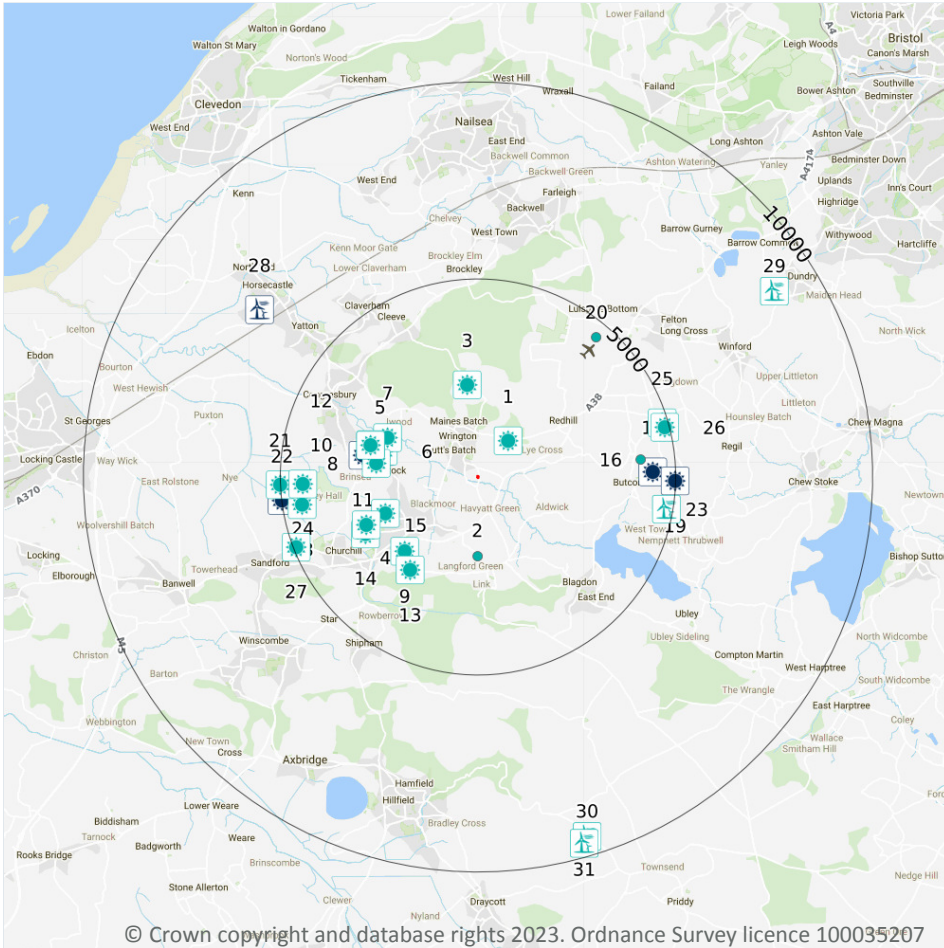 Lower Failand
Victoria Park
Walton in Gordano
A4
Bristol
Walton St Mary
Leigh Woods
Canon's Marsh
Norton's Wood
Tickenham
West Hill
Failand
Southville
Wraxall
Bower Ashton
Bedminster
Clevedon
Nailsea
West End
East End
Long Ashton
Ashton Vale
Backwell Common
Ashton Watering
Yanley
A4174
Bedminster Down
Backwell Green
West End
Uplands
Inn's Court
Kenn
Farleigh
Highridge
Chelvey
Backwell
10000
West Town
Barrow Gurney
Withywood
Hartcliffe
Kenn Moor Gate
Barrow Common
Brockley Elm
28
Lower Claverham
Brockley
29
Dundry
Horsecastle
Maiden Head
Claverham
20
Cleeve
Felton
Icelton
Yatton
Long Cross
North Wick
3
5000
Winford
Ebdon
Bourton
25
Upper Littleton
West Hewish
7
1
A38
12
5
Littleton
St Georges
Puxton
Maines Batch
Redhill
26
Hounsley Batch
Chew Magna
21
10
6
Wrington
Lye Cross
Regil
Locking Castle
Way Wick
22
8
16
East Rolstone
Nye
Brinsea
Chew Stoke
A370
11
Blackmoor
Havyatt Green
Aldwick
23
Woolvershill Batch
24
15
2
19
Nempnett Thrubwell
Locking
Churchill
4
Langford Green
Bishop Sutton
Sandford
Towerhead
Elborough
Banwell
14
Link
Blagdon
27
9
East End
13
Star
Ubley
Winscombe
Ubley Sideling
North Widcombe
Shipham
Christon
Compton Martin
M5
Barton
West Harptree
South Widcombe
The Wrangle
Webbington
East Harptree
Coley
New Town
Cross
Wallace
Axbridge
Smitham Hill
Hamfield
Hillfield
Lower Weare
30
Biddisham
Bradley Cross
Tarnock
Weare
Rooks Bridge
Badgworth
Townsend
Brinscombe
31
Nedge Hill
Stone Allerton
Clewer
Draycott
Priddy
Nyland
© Crown copyright and database rights 2023. Ordnance Survey licence 100035207